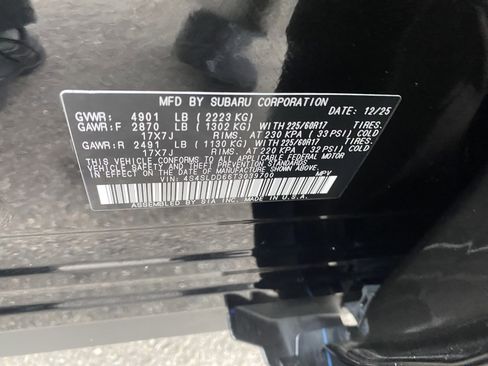 MFD BY SUBARU CORPORATION DATE: 12/25
GVWR: 4901 LB (2223 KG)
GAWR:F 2870 LB (1302 KG) WITH 225/60R17 TIRES.
17X7J RIMS. AT 230 KPA (33 PSI) COLD
GAWR:R 2491 LB (1130 KG) WITH 225/60R17 TIRES.
17X7J RIMS. AT 220 KPA (32 PSI) COLD
THIS VEHICLE CONFORMS TO ALL APPLICABLE FEDERAL MOTOR
VEHICLE SAFETY AND THEFT PREVENTION STANDARDS
IN EFFECT ON THE DATE OF MANUFACTURE SHOWN ABOVE.
VIN: 4S4SLDD66T3039700 MPV
ASSEMBLED BY SIA INC. MADE IN U.S.A.